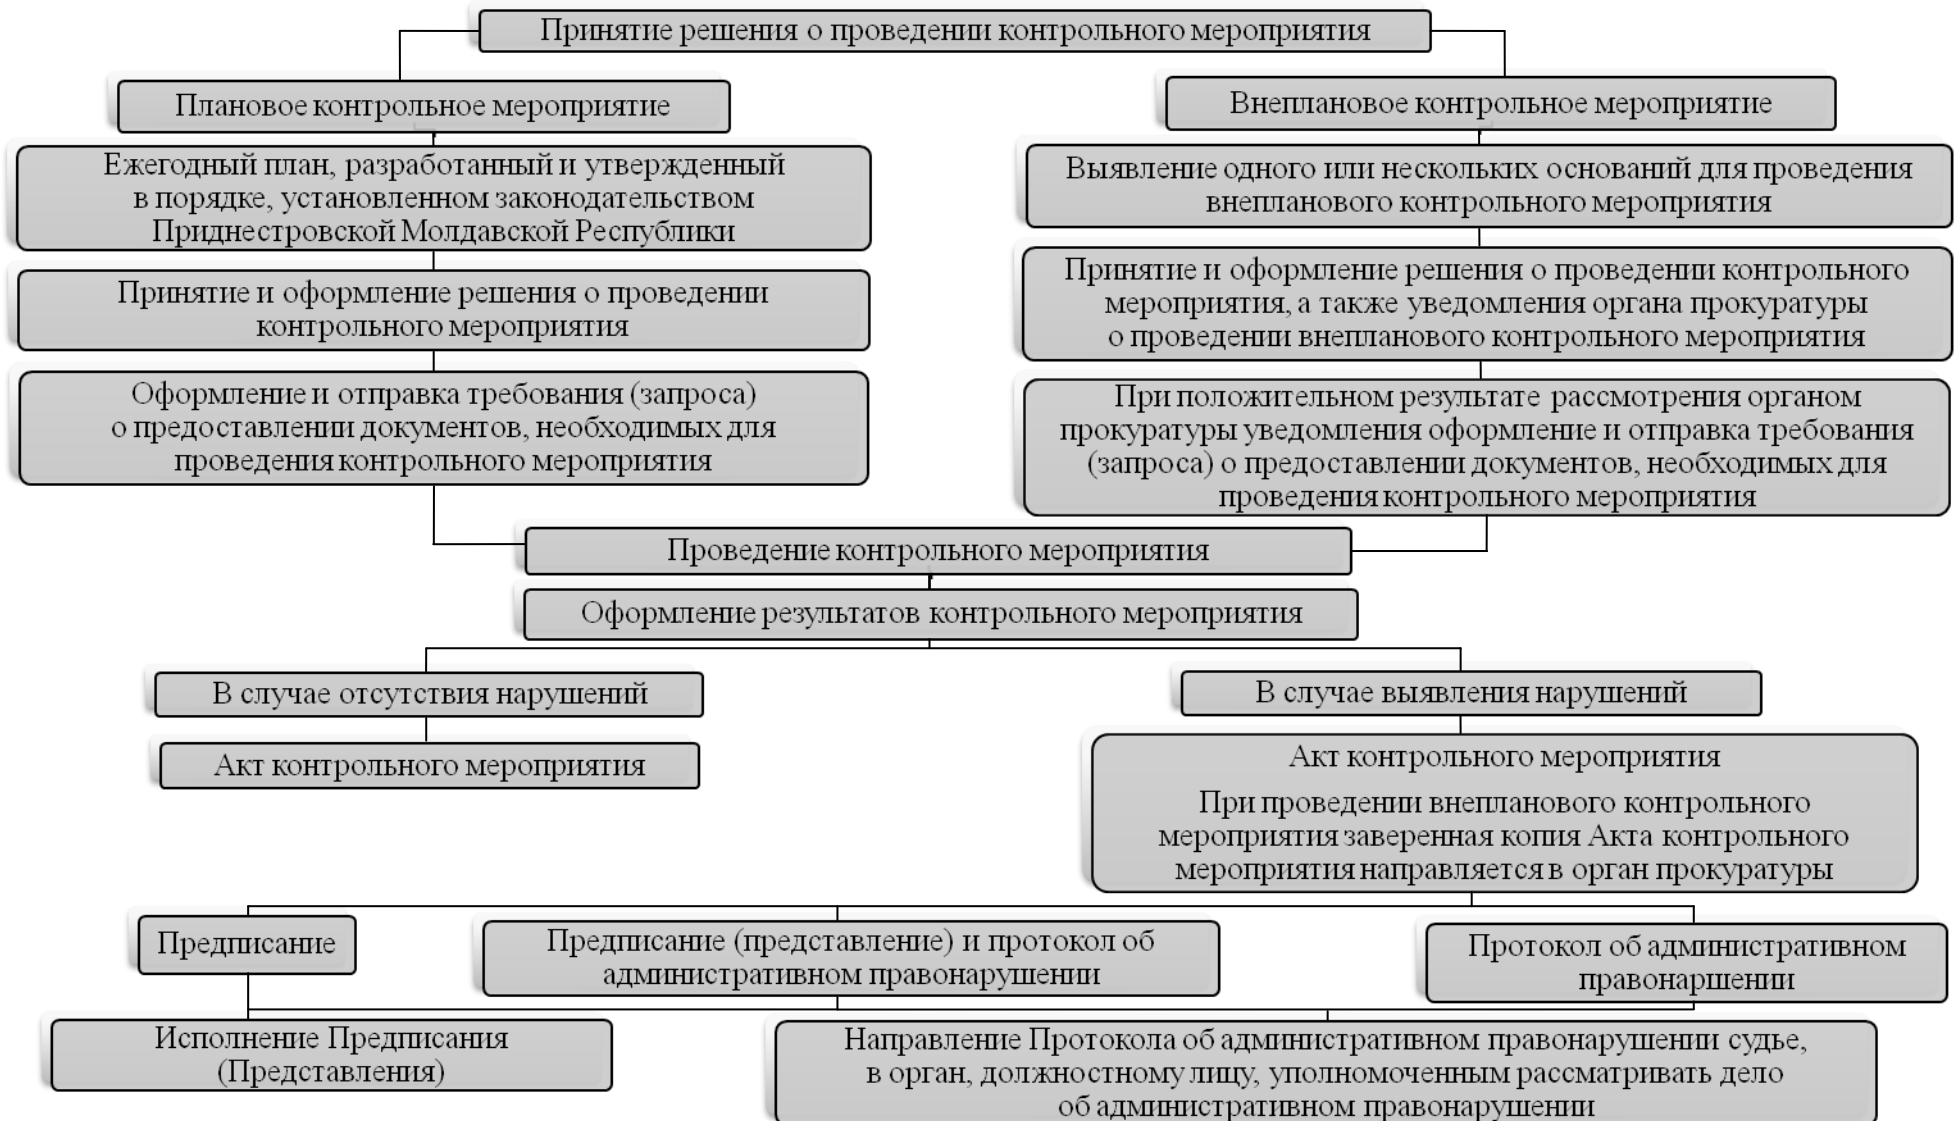 Принятие решения о проведении контрольного мероприятия
Плановое контрольное мероприятие
Ежегодный план, разработанный и утвержденный
в порядке, установленном законодательством
Приднестровской Молдавской Республики
Принятие и оформление решения о проведении
контрольного мероприятия
Оформление и отправка требования (запроса)
о предоставлении документов, необходимых для
проведения контрольного мероприятия
Внеплановое контрольное мероприятие
Выявление одного или нескольких оснований для проведения
внепланового контрольного мероприятия
Принятие и оформление решения о проведении контрольного
мероприятия, а также уведомления органа прокуратуры
о проведении внепланового контрольного мероприятия
При положительном результате рассмотрения органом
прокуратуры уведомления оформление и отправка требования
(запроса) о предоставлении документов, необходимых для
проведения контрольного мероприятия
Проведение контрольного мероприятия
Оформление результатов контрольного мероприятия
В случае отсутствия нарушений
Акт контрольного мероприятия
В случае выявления нарушений
Акт контрольного мероприятия
При проведении внепланового контрольного
мероприятия заверенная копия Акта контрольного
мероприятия направляется в орган прокуратуры
Предписание
Предписание (представление) и протокол об
административном правонарушении
Протокол об административном
правонаршении
Исполнение Предписания
(Представления)
Направление Протокола об административном правонарушении судье,
в орган, должностному лицу, уполномоченным рассматривать дело
об административном правонарушении